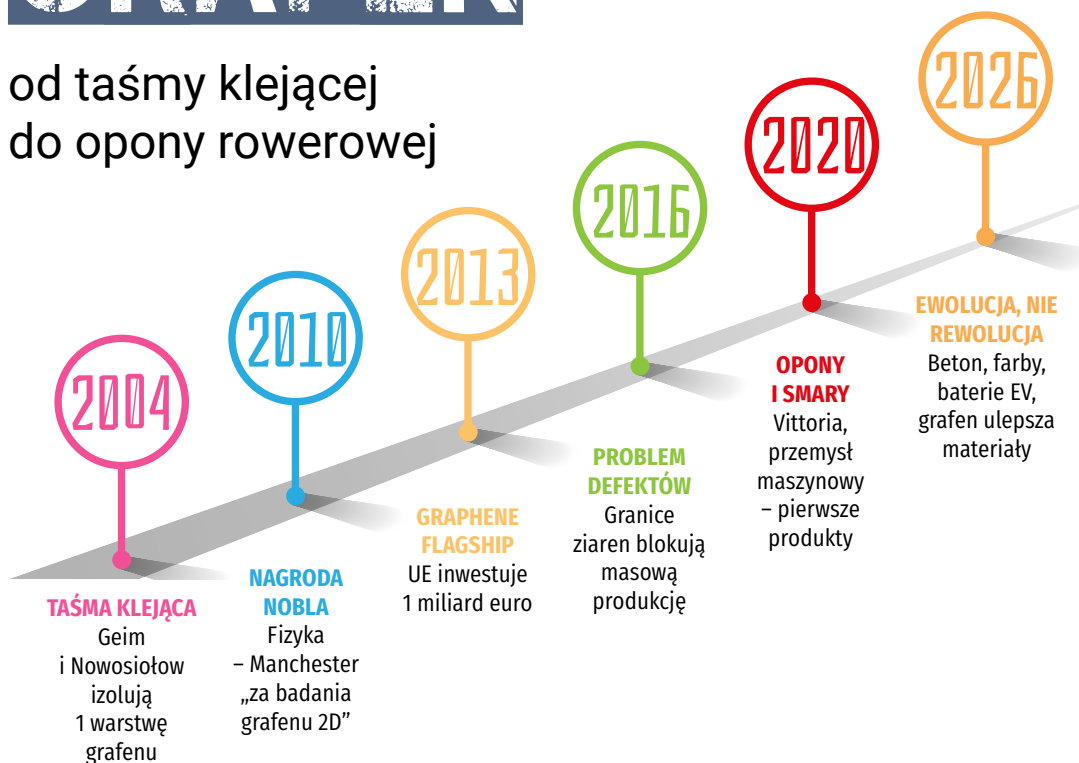 GRAFEN
od taśmy klejącej
do opony rowerowej
2004
TAŚMA KLEJĄCA
Geim
i Nowosiołow
izolują
1 warstwę
grafenu
2010
NAGRODA
NOBLA
Fizyka
– Manchester
„za badania
grafenu 2D”
2013
GRAPHENE
FLAGSHIP
UE inwestuje
1 miliard euro
2016
PROBLEM
DEFEKTÓW
Granice
ziaren blokują
masową
produkcję
2020
OPONY
I SMARY
Vittoria,
przemysł
maszynowy
– pierwsze
produkty
2026
EWOLUCJA, NIE
REWOLUCJA
Beton, farby,
baterie EV,
grafen ulepsza
materiały